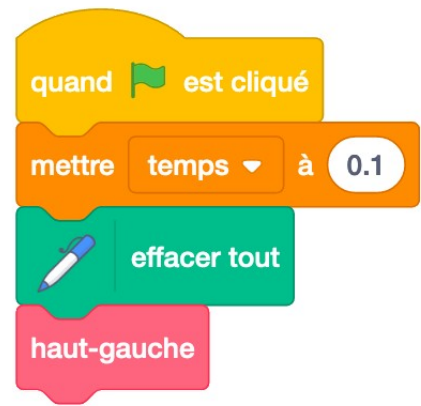 quand est cliqué
mettre temps à 0.1
effacer tout
haut-gauche